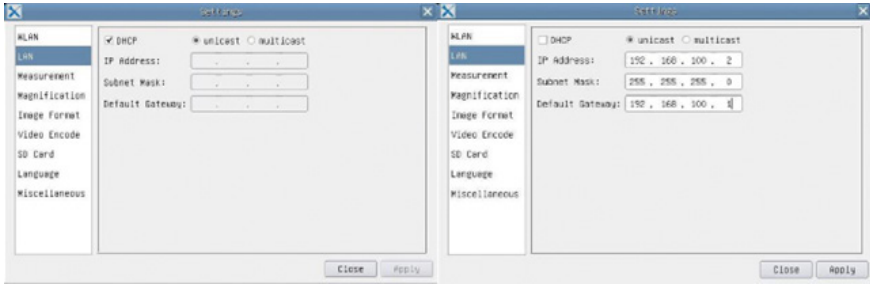 Settings
WLAN
LAN
Measurement
Magnification
Image Format
Video Encode
SD Card
Language
Miscellaneous
DHCP unicast multicast
IP Address: . . .
Subnet Mask: . . .
Default Gateway: . . .
Close Apply
Settings
WLAN
LAN
Measurement
Magnification
Image Format
Video Encode
SD Card
Language
Miscellaneous
DHCP unicast multicast
IP Address: 192 . 168 . 100 . 2
Subnet Mask: 255 . 255 . 255 . 0
Default Gateway: 192 . 168 . 100 . 1
Close Apply